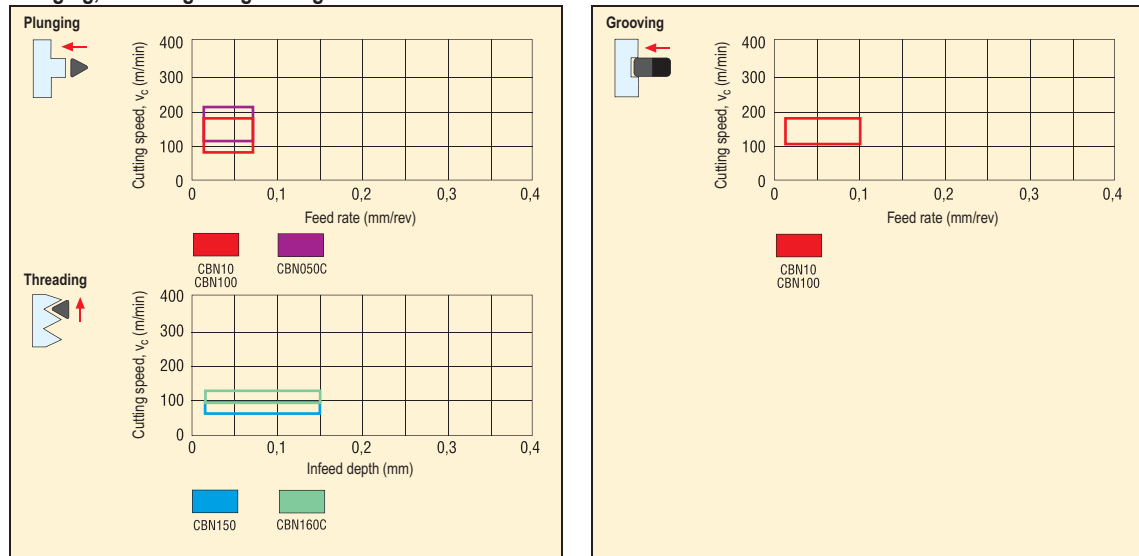 Plunging
Cutting speed, vc (m/min)
400
300
200
100
0
0 0,1 0,2 0,3 0,4
Feed rate (mm/rev)
CBN10
CBN100
CBN050C
Threading
Cutting speed, vc (m/min)
400
300
200
100
0
0 0,1 0,2 0,3 0,4
Infeed depth (mm)
CBN150 CBN160C
Grooving
Cutting speed, vc (m/min)
400
300
200
100
0
0 0,1 0,2 0,3 0,4
Feed rate (mm/rev)
CBN10
CBN100